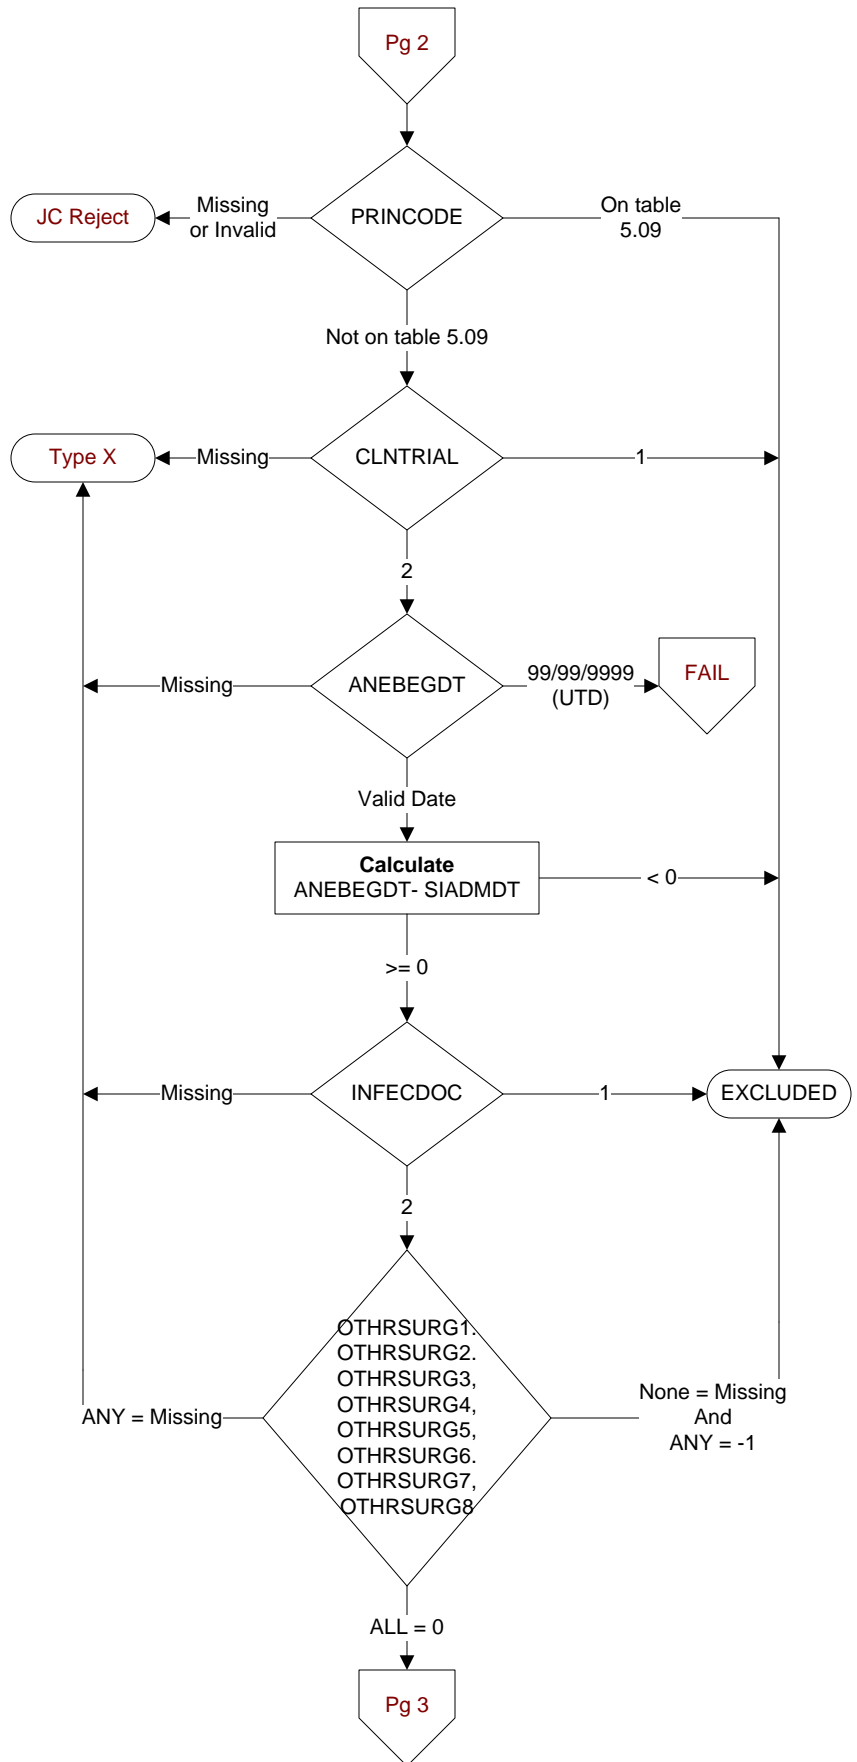 Pg 2
PRINCODE
JC Reject
Missing
or Invalid
On table
5.09
Not on table 5.09
CLNTRIAL
Type X
Missing
1
2
ANEBEGDT
Missing
99/99/9999
(UTD)
FAIL
Valid Date
Calculate
ANEBEGDT- SIADMDT
< 0
>= 0
INFECDOC
Missing
1
EXCLUDED
2
OTHRSURG1.
OTHRSURG2.
OTHRSURG3,
OTHRSURG4,
OTHRSURG5,
OTHRSURG6.
OTHRSURG7,
OTHRSURG8
ANY = Missing
None = Missing
And
ANY = -1
ALL = 0
Pg 3